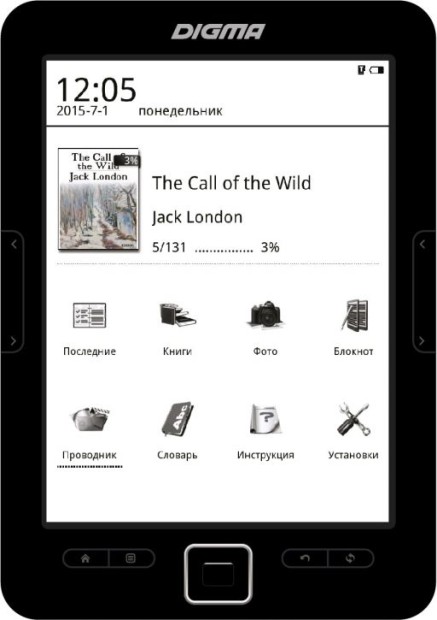 DIGMA
12:05
2015-7-1 понедельник
The Call of the Wild
Jack London
3%
The Call of the Wild
Jack London
5/131 ................ 3%
Последние Книги Фото Блокнот
Abc ?
Проводник Словарь Инструкция Установки